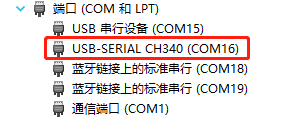 端口 (COM 和 LPT)
USB 串行设备 (COM15)
USB-SERIAL CH340 (COM16)
蓝牙链接上的标准串行 (COM18)
蓝牙链接上的标准串行 (COM19)
通信端口 (COM1)